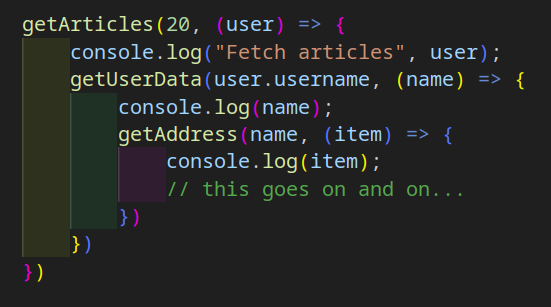 getArticles(20, (user) => {
    console.log("Fetch articles", user);
    getUserData(user.username, (name) => {
        console.log(name);
        getAddress(name, (item) => {
            console.log(item);
            // this goes on and on...
        })
    })
})